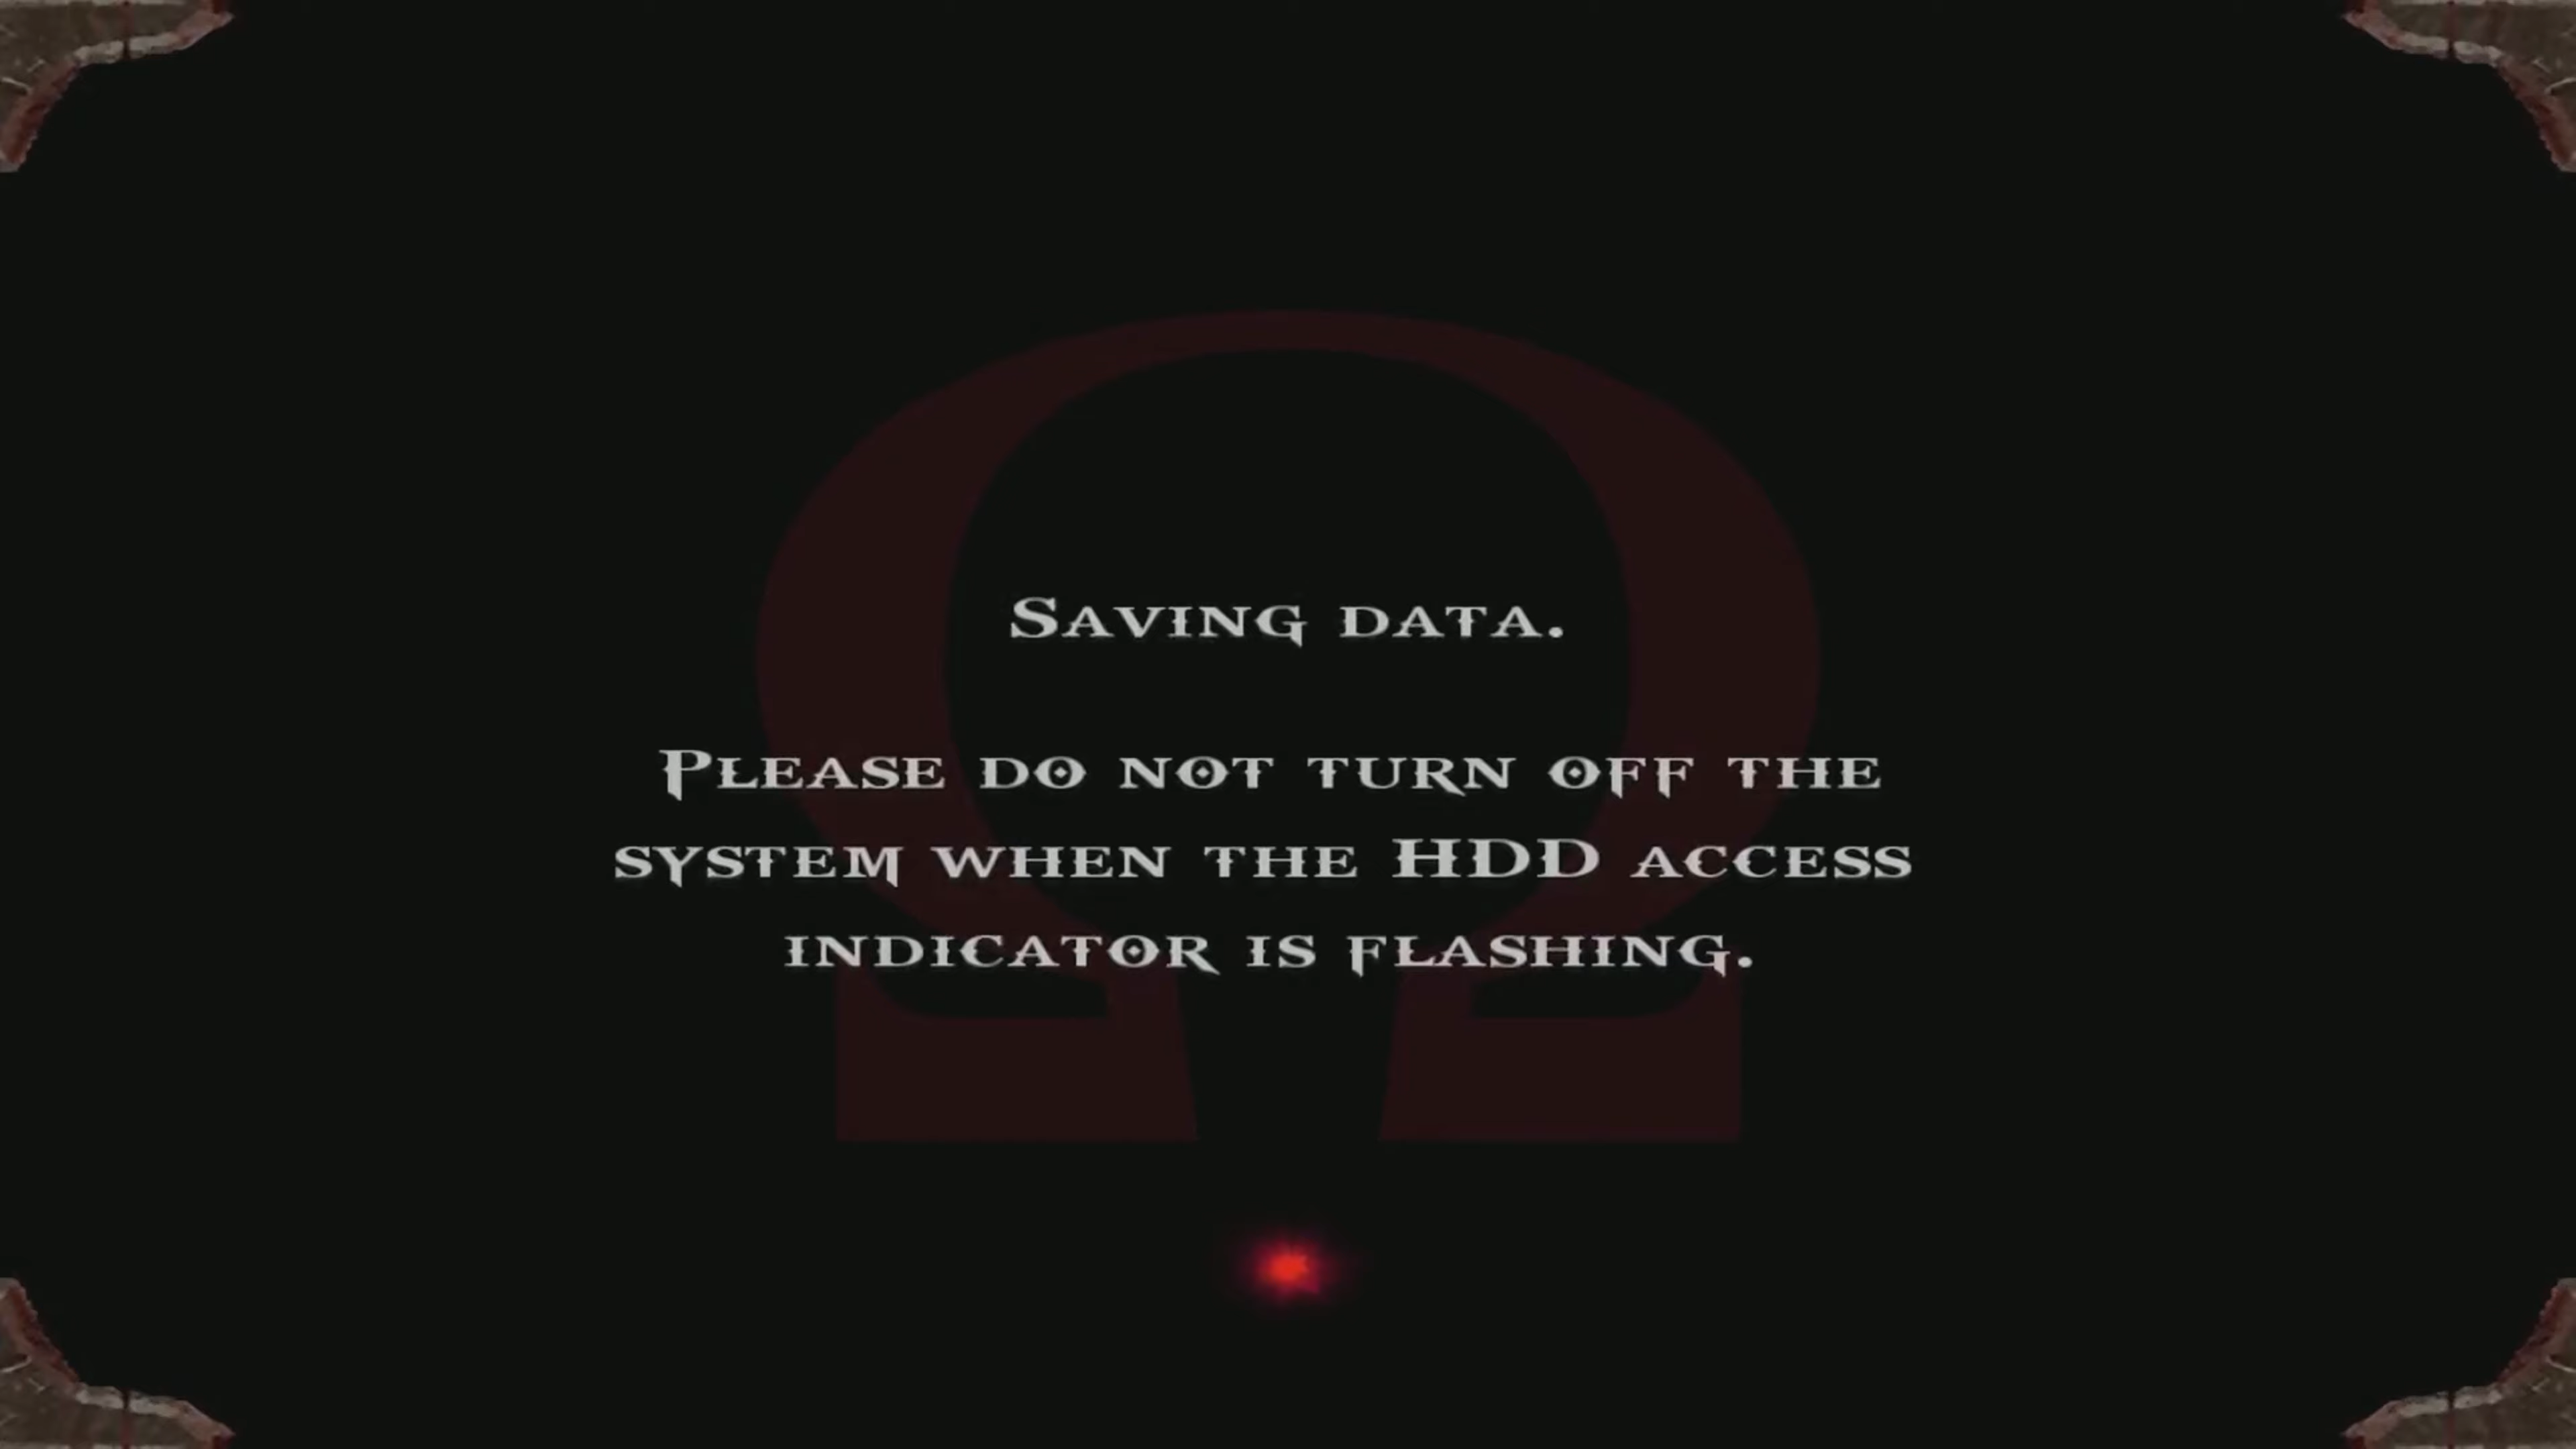 Saving data.
Please do not turn off the
system when the HDD access
indicator is flashing.